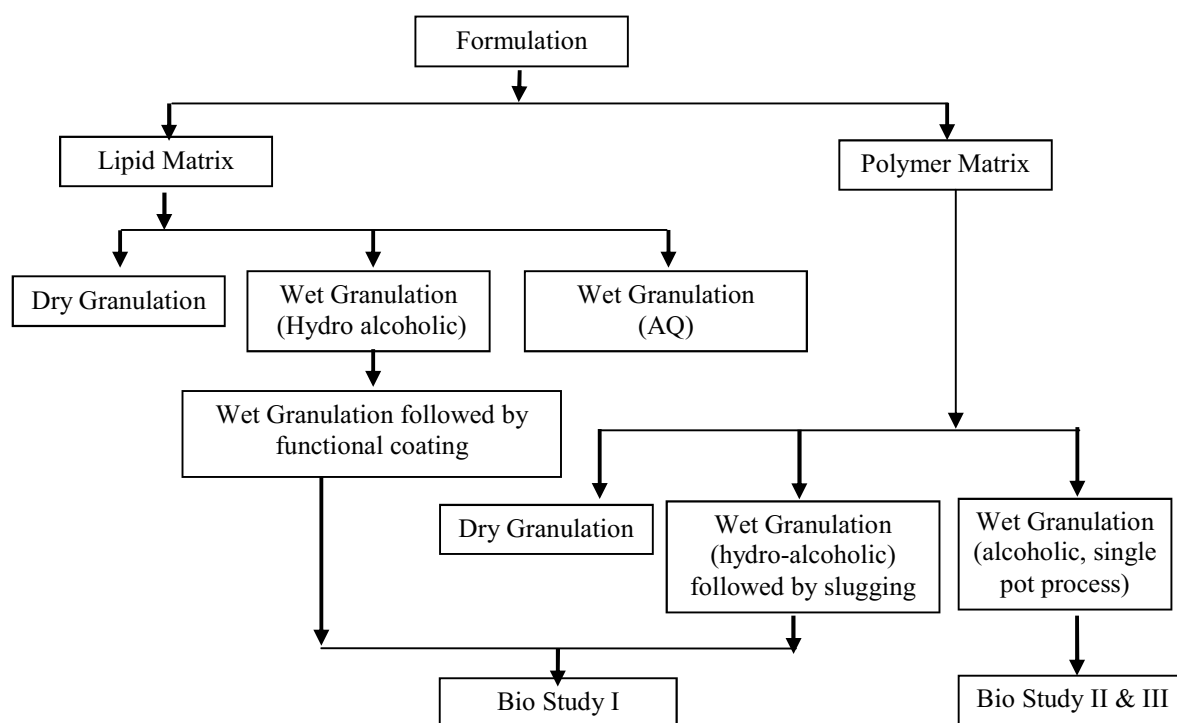 Formulation
Lipid Matrix
Polymer Matrix
Dry Granulation
Wet Granulation
(Hydro alcoholic)
Wet Granulation
(AQ)
Wet Granulation followed by
functional coating
Dry Granulation
Wet Granulation
(hydro-alcoholic)
followed by slugging
Wet Granulation
(alcoholic, single
pot process)
Bio Study I
Bio Study II & III